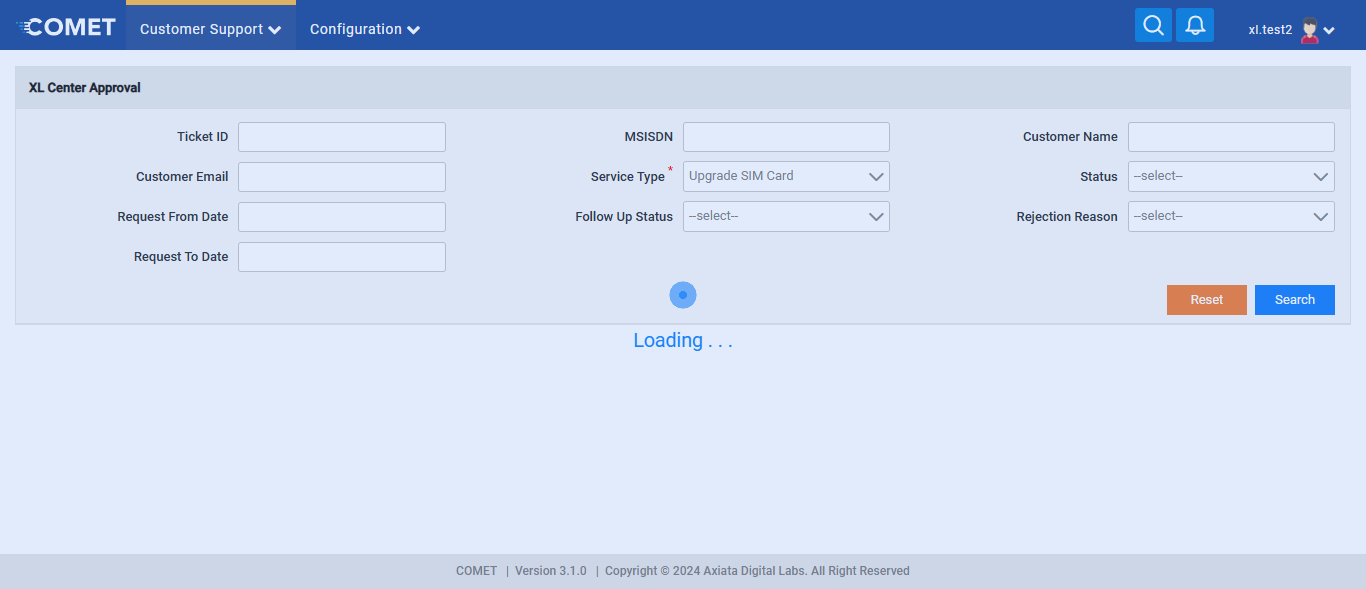 COMET Customer Support Configuration xl.test2
XL Center Approval
Ticket ID MSISDN Customer Name
Customer Email Service Type * Upgrade SIM Card Status --select--
Request From Date Follow Up Status --select-- Rejection Reason --select--
Request To Date
Reset Search
Loading . . .
COMET | Version 3.1.0 | Copyright © 2024 Axiata Digital Labs. All Right Reserved